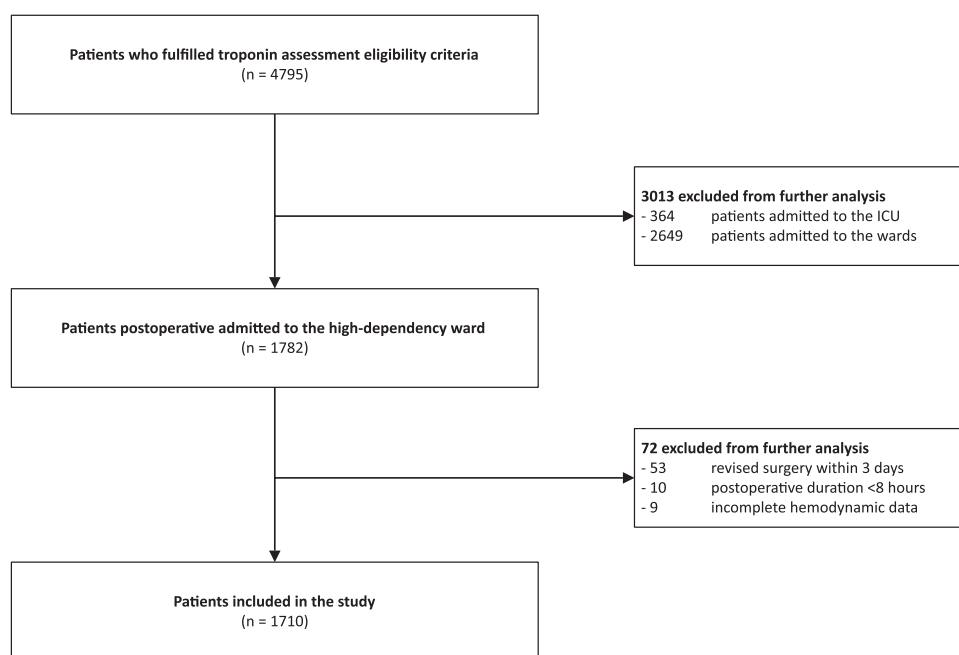 Patients who fulfilled troponin assessment eligibility criteria
(n = 4795)
3013 excluded from further analysis
- 364 patients admitted to the ICU
- 2649 patients admitted to the wards
Patients postoperative admitted to the high-dependency ward
(n = 1782)
72 excluded from further analysis
- 53 revised surgery within 3 days
- 10 postoperative duration <8 hours
- 9 incomplete hemodynamic data
Patients included in the study
(n = 1710)